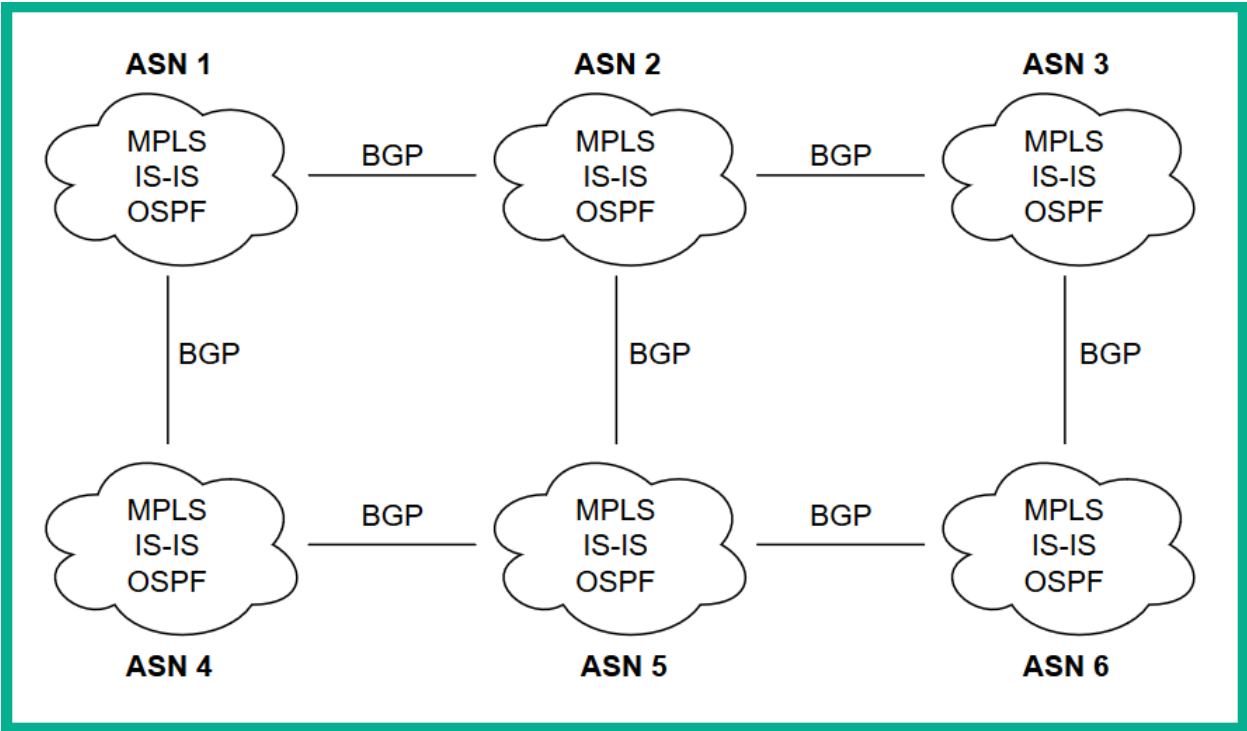 ASN 1
ASN 2
ASN 3
MPLS
IS-IS
OSPF
BGP
MPLS
IS-IS
OSPF
BGP
MPLS
IS-IS
OSPF
BGP
BGP
BGP
MPLS
IS-IS
OSPF
BGP
MPLS
IS-IS
OSPF
BGP
MPLS
IS-IS
OSPF
ASN 4
ASN 5
ASN 6